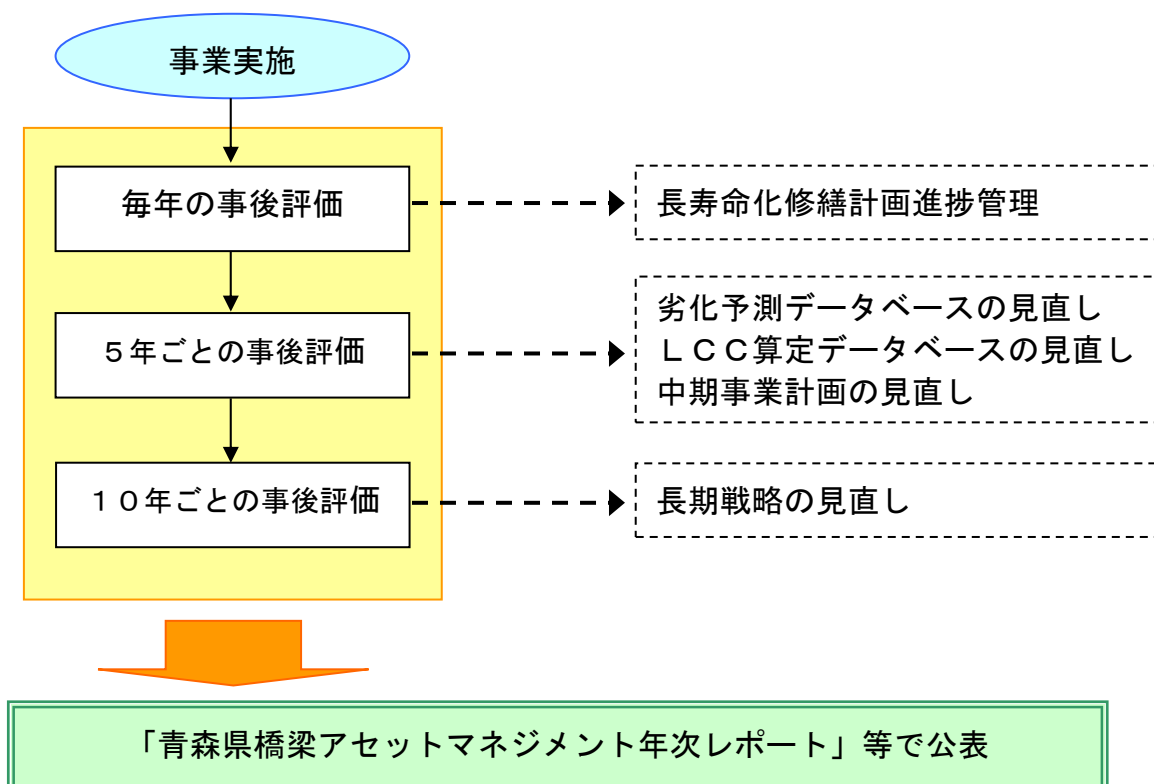 事業実施
毎年の事後評価
長寿命化修繕計画進捗管理
５年ごとの事後評価
劣化予測データベースの見直し
ＬＣＣ算定データベースの見直し
中期事業計画の見直し
１０年ごとの事後評価
長期戦略の見直し
「青森県橋梁アセットマネジメント年次レポート」等で公表